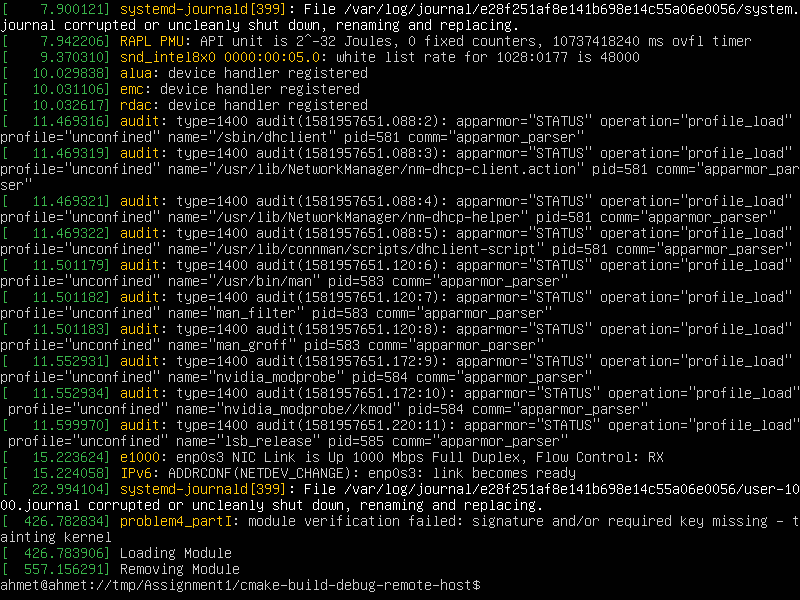 [    7.900121] systemd-journald[399]: File /var/log/journal/e28f251af8e141b698e14c55a06e0056/system.
journal corrupted or uncleanly shut down, renaming and replacing.
[    7.942206] RAPL PMU: API unit is 2^-32 Joules, 0 fixed counters, 10737418240 ms ovfl timer
[    9.370310] snd_intel8x0 0000:00:05.0: white list rate for 1028:0177 is 48000
[   10.029838] alua: device handler registered
[   10.031106] emc: device handler registered
[   10.032617] rdac: device handler registered
[   11.469316] audit: type=1400 audit(1581957651.088:2): apparmor="STATUS" operation="profile_load"
profile="unconfined" name="/sbin/dhclient" pid=581 comm="apparmor_parser"
[   11.469319] audit: type=1400 audit(1581957651.088:3): apparmor="STATUS" operation="profile_load"
profile="unconfined" name="/usr/lib/NetworkManager/nm-dhcp-client.action" pid=581 comm="apparmor_par
ser"
[   11.469321] audit: type=1400 audit(1581957651.088:4): apparmor="STATUS" operation="profile_load"
profile="unconfined" name="/usr/lib/NetworkManager/nm-dhcp-helper" pid=581 comm="apparmor_parser"
[   11.469322] audit: type=1400 audit(1581957651.088:5): apparmor="STATUS" operation="profile_load"
profile="unconfined" name="/usr/lib/connman/scripts/dhclient-script" pid=581 comm="apparmor_parser"
[   11.501179] audit: type=1400 audit(1581957651.120:6): apparmor="STATUS" operation="profile_load"
profile="unconfined" name="/usr/bin/man" pid=583 comm="apparmor_parser"
[   11.501182] audit: type=1400 audit(1581957651.120:7): apparmor="STATUS" operation="profile_load"
profile="unconfined" name="man_filter" pid=583 comm="apparmor_parser"
[   11.501183] audit: type=1400 audit(1581957651.120:8): apparmor="STATUS" operation="profile_load"
profile="unconfined" name="man_groff" pid=583 comm="apparmor_parser"
[   11.552931] audit: type=1400 audit(1581957651.172:9): apparmor="STATUS" operation="profile_load"
profile="unconfined" name="nvidia_modprobe" pid=584 comm="apparmor_parser"
[   11.552934] audit: type=1400 audit(1581957651.172:10): apparmor="STATUS" operation="profile_load"
 profile="unconfined" name="nvidia_modprobe//kmod" pid=584 comm="apparmor_parser"
[   11.599970] audit: type=1400 audit(1581957651.220:11): apparmor="STATUS" operation="profile_load"
 profile="unconfined" name="lsb_release" pid=585 comm="apparmor_parser"
[   15.223624] e1000: enp0s3 NIC Link is Up 1000 Mbps Full Duplex, Flow Control: RX
[   15.224058] IPv6: ADDRCONF(NETDEV_CHANGE): enp0s3: link becomes ready
[   22.994104] systemd-journald[399]: File /var/log/journal/e28f251af8e141b698e14c55a06e0056/user-10
00.journal corrupted or uncleanly shut down, renaming and replacing.
[  426.782834] problem4_partI: module verification failed: signature and/or required key missing - t
ainting kernel
[  426.783906] Loading Module
[  557.156291] Removing Module
ahmet@ahmet://tmp/Assignment1/cmake-build-debug-remote-host$